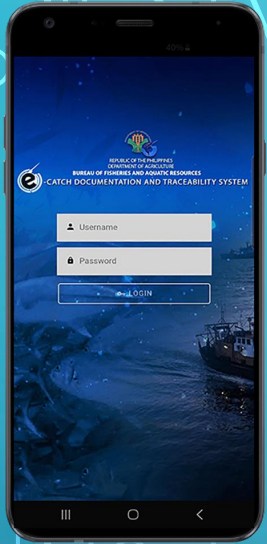 40%
REPUBLIC OF THE PHILIPPINES
DEPARTMENT OF AGRICULTURE
BUREAU OF FISHERIES AND AQUATIC RESOURCES
e-CATCH DOCUMENTATION AND TRACEABILITY SYSTEM
Username
Password
LOGIN